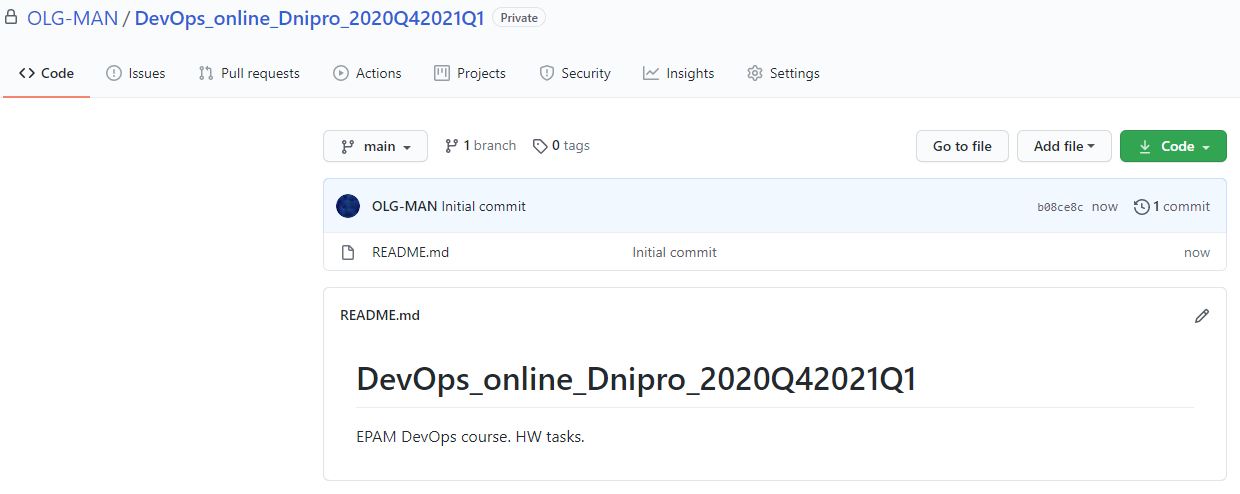 OLG-MAN / DevOps_online_Dnipro_2020Q42021Q1 Private
Code Issues Pull requests Actions Projects Security Insights Settings
main 1 branch 0 tags Go to file Add file Code
OLG-MAN Initial commit b08ce8c now 1 commit
README.md Initial commit now
README.md
DevOps_online_Dnipro_2020Q42021Q1
EPAM DevOps course. HW tasks.